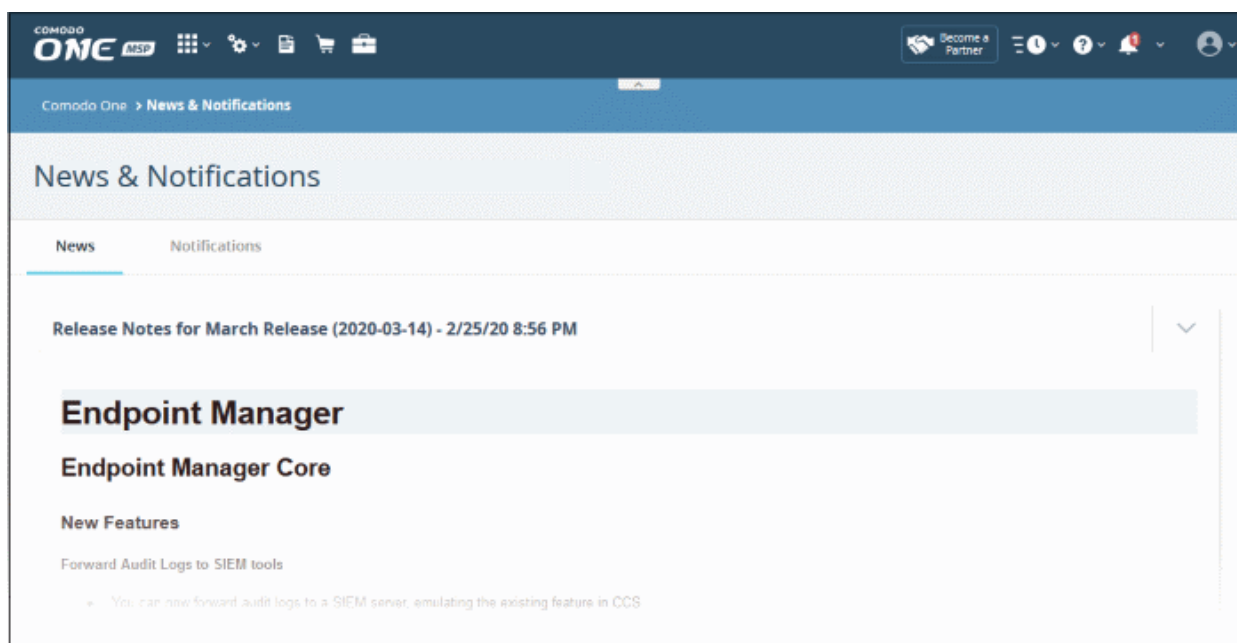 COMODO
ONE MSP
Become a
Partner
1
Comodo One > News & Notifications
News & Notifications
News Notifications
Release Notes for March Release (2020-03-14) - 2/25/20 8:56 PM
Endpoint Manager
Endpoint Manager Core
New Features
Forward Audit Logs to SIEM tools
• You can now forward audit logs to a SIEM server, emulating the existing feature in CCS